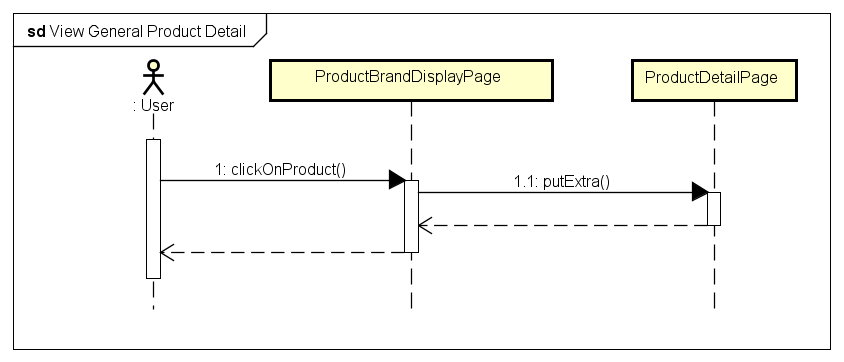 sd View General Product Detail
: User
ProductBrandDisplayPage
ProductDetailPage
1: clickOnProduct()
1.1: putExtra()